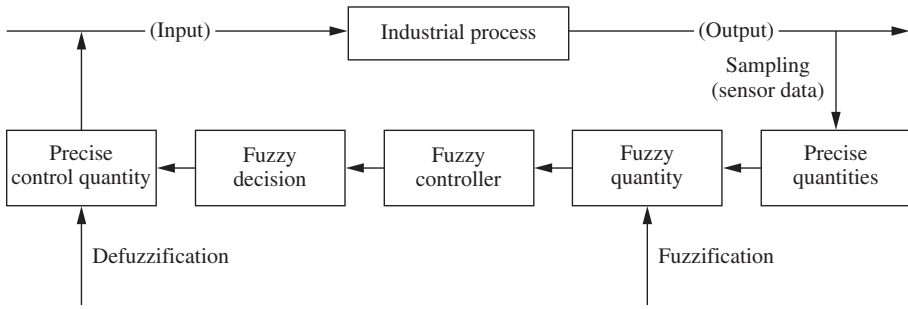 (Input)
Industrial process
(Output)
Sampling
(sensor data)
Precise
control quantity
Fuzzy
decision
Fuzzy
controller
Fuzzy
quantity
Precise
quantities
Defuzzification
Fuzzification